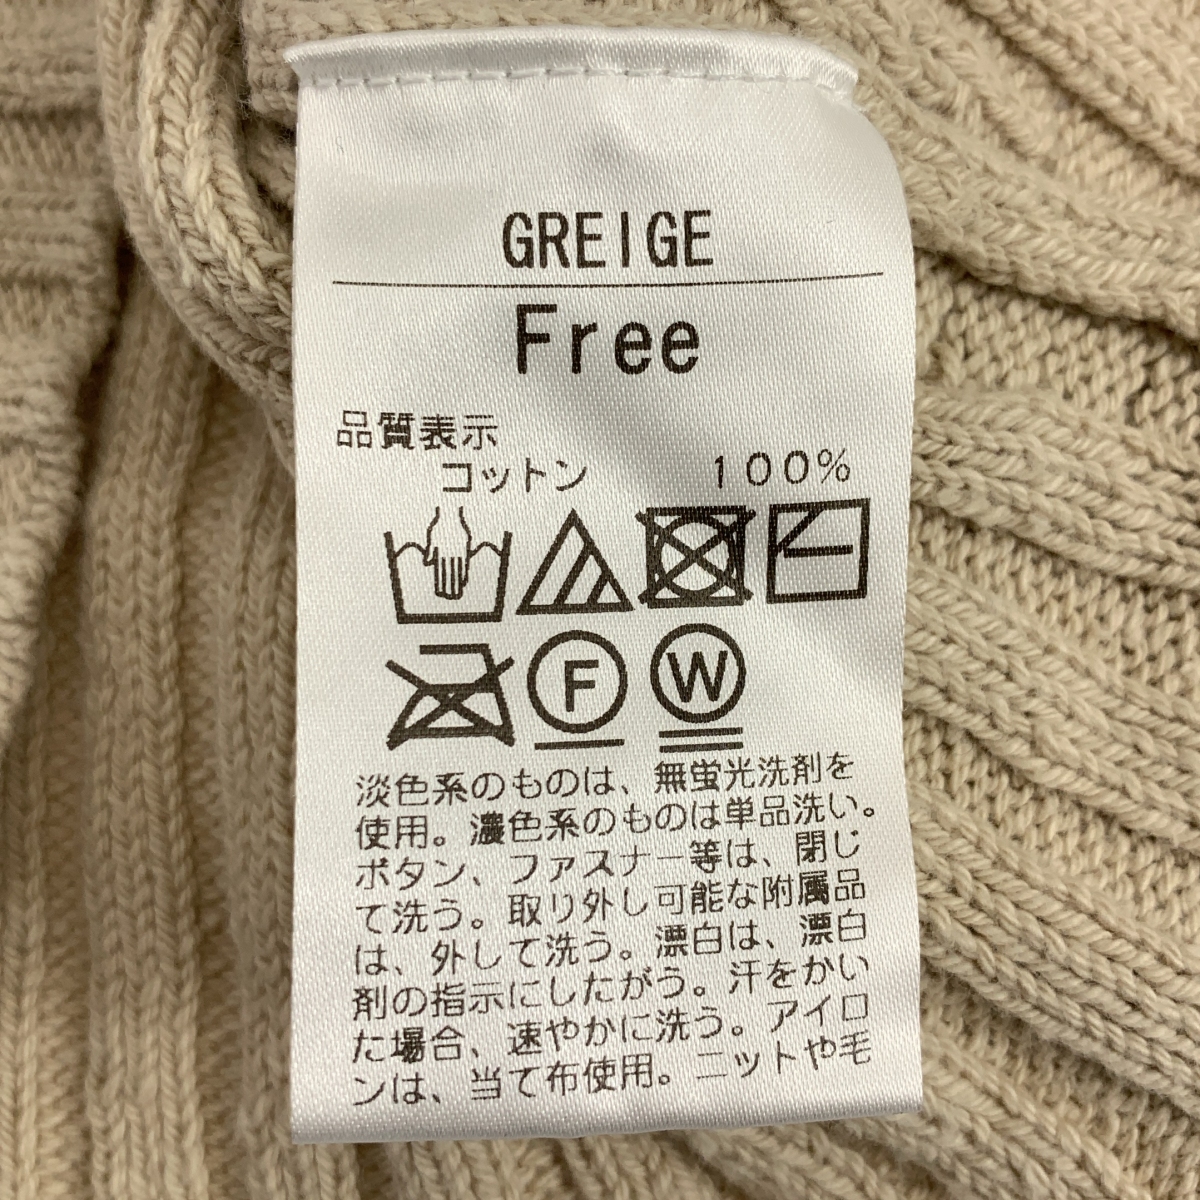 GREIGE
Free
品質表示
コットン 100%
F
W
淡色系のものは、無蛍光洗剤を
使用。濃色系のものは単品洗い。
ボタン、ファスナー等は、閉じ
て洗う。取り外し可能な附属品
は、外して洗う。漂白は、漂白
剤の指示にしたがう。汗をかい
た場合、速やかに洗う。アイロ
ンは、当て布使用。ニットや毛